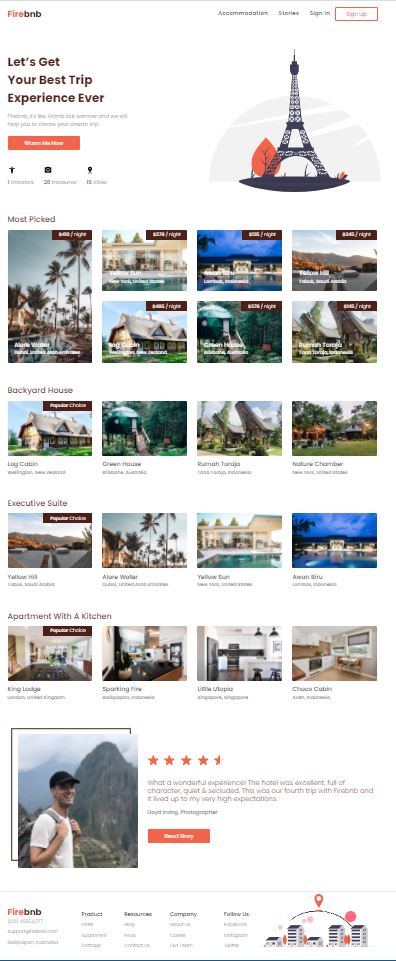 Firebnb
Accommodation Stories Sign In Sign Up
Let's Get
Your Best Trip
Experience Ever
Firebnb, it's like Airbnb but warmer and we will
help you to create your dream trip
Warm Me Now
1 travelers 28 treasures 15 cities
Most Picked
/ night
Alore Water
Dubai, United Arab Emirates
$378 / night
Yellow Sun
New York, United States
$135 / night
Awan Biru
Lombok, Indonesia
$345 / night
Yellow Hill
Tabuk, Saudi Arabia
$485 / night
Log Cabin
Wellington, New Zealand
$378 / night
Green House
Brisbane, Australia
$145 / night
Rumah Toraja
Tana Toraja, Indonesia
Backyard House
Popular Choice
Log Cabin
Wellington, New Zealand
Green House
Brisbane, Australia
Rumah Toraja
Tana Toraja, Indonesia
Nature Chamber
New York, United States
Executive Suite
Popular Choice
Yellow Hill
Tabuk, Saudi Arabia
Alore Water
Dubai, United Arab Emirates
Yellow Sun
New York, United States
Awan Biru
Lombok, Indonesia
Apartment With A Kitchen
Popular Choice
King Lodge
London, United Kingdom
Sparking Fire
Balikpapan, Indonesia
Little Utopia
Singapore, Kingapore
Choco Cabin
Aceh, Indonesia
What a wonderful experience! The hotel was excellent, full of
character, quiet & secluded. This was our fourth trip with Firebnb and
it lived up to my very high-expectations.
Lloyd Irving, Photographer
Read Story
Firebnb
support@firebnb.com
Balikpapan, Indonesia
Product
Hotel
Apartment
Cottage
Resources
Blog
FAQs
Contact Us
Company
About Us
Career
Our Team
Follow Us
Facebook
Instagram
Twitter